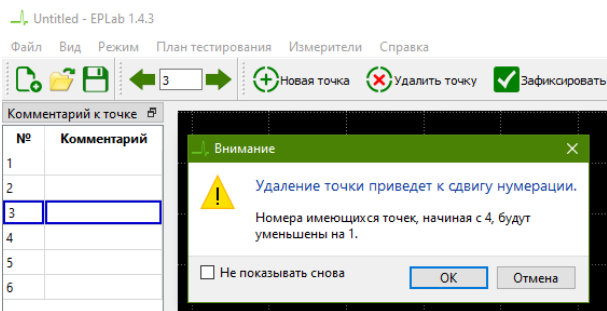 Untitled - EPLab 1.4.3
Файл Вид Режим План тестирования Измерители Справка
3 Новая точка Удалить точку Зафиксировать
Комментарий к точке
№ Комментарий
1
2
3
4
5
6
Внимание
Удаление точки приведет к сдвигу нумерации.
Номера имеющихся точек, начиная с 4, будут
уменьшены на 1.
Не показывать снова
OK Отмена